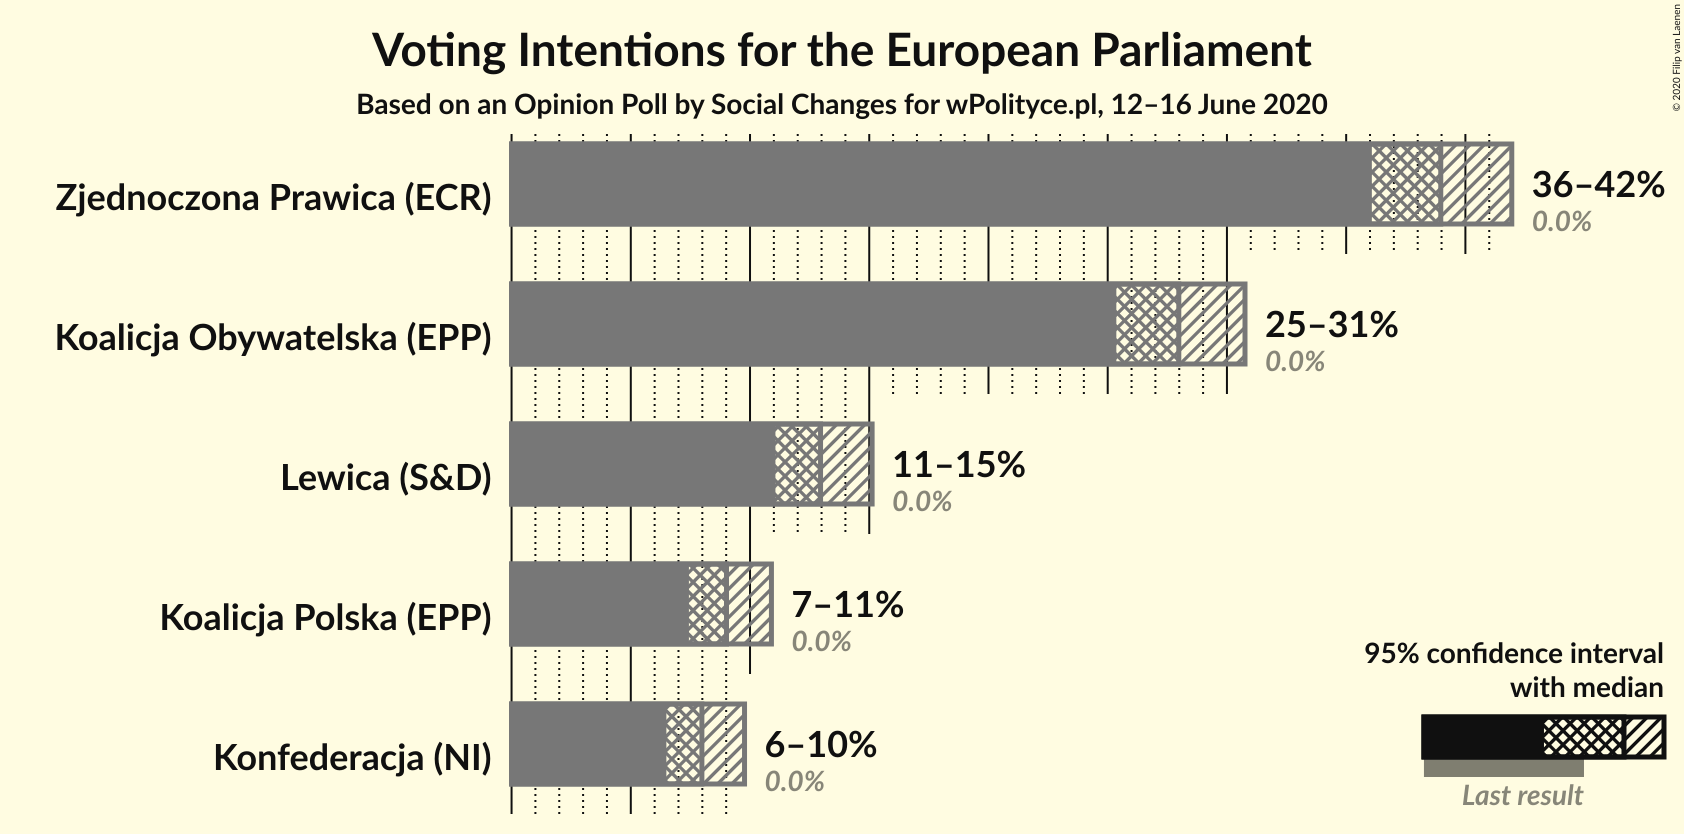 Voting Intentions for the European Parliament
Based on an Opinion Poll by Social Changes for wPolityce.pl, 12–16 June 2020
© 2020 Filip van Laenen
Zjednoczona Prawica (ECR)
36–42%
0.0%
Koalicja Obywatelska (EPP)
25–31%
0.0%
Lewica (S&D)
11–15%
0.0%
Koalicja Polska (EPP)
7–11%
0.0%
Konfederacja (NI)
6–10%
0.0%
95% confidence interval
with median
Last result